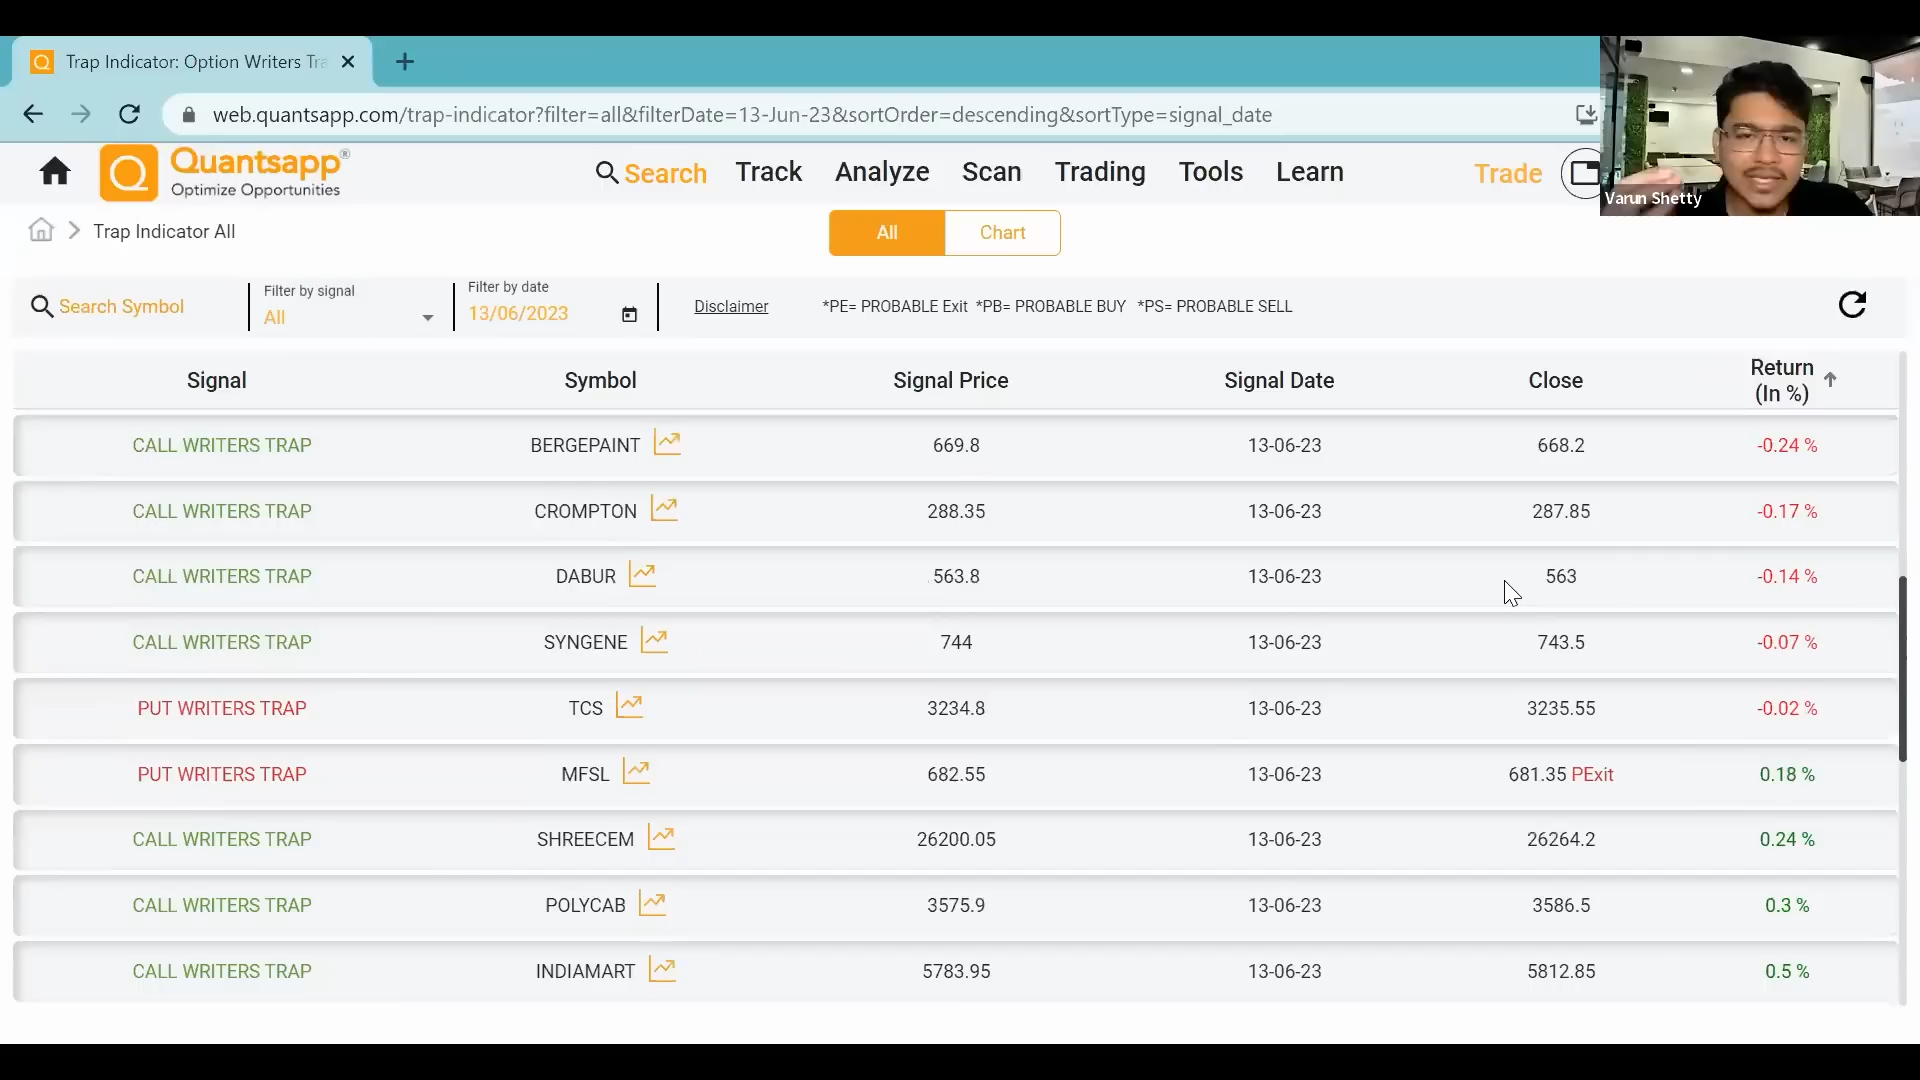 Trap Indicator: Option Writers Tra
web.quantsapp.com/trap-indicator?filter=all&filterDate=13-Jun-23&sortOrder=descending&sortType=signal_date
Quantsapp®
Optimize Opportunities
Search Track Analyze Scan Trading Tools Learn Trade
Varun Shetty
Trap Indicator All
All Chart
Search Symbol
Filter by signal
All
Filter by date
13/06/2023
Disclaimer
*PE= PROBABLE Exit *PB= PROBABLE BUY *PS= PROBABLE SELL
Signal Symbol Signal Price Signal Date Close Return (In %)
CALL WRITERS TRAP BERGEPAINT 669.8 13-06-23 668.2 -0.24 %
CALL WRITERS TRAP CROMPTON 288.35 13-06-23 287.85 -0.17 %
CALL WRITERS TRAP DABUR 563.8 13-06-23 563 -0.14 %
CALL WRITERS TRAP SYNGENE 744 13-06-23 743.5 -0.07 %
PUT WRITERS TRAP TCS 3234.8 13-06-23 3235.55 -0.02 %
PUT WRITERS TRAP MFSL 682.55 13-06-23 681.35 PExit 0.18 %
CALL WRITERS TRAP SHREECEM 26200.05 13-06-23 26264.2 0.24 %
CALL WRITERS TRAP POLYCAB 3575.9 13-06-23 3586.5 0.3 %
CALL WRITERS TRAP INDIAMART 5783.95 13-06-23 5812.85 0.5 %